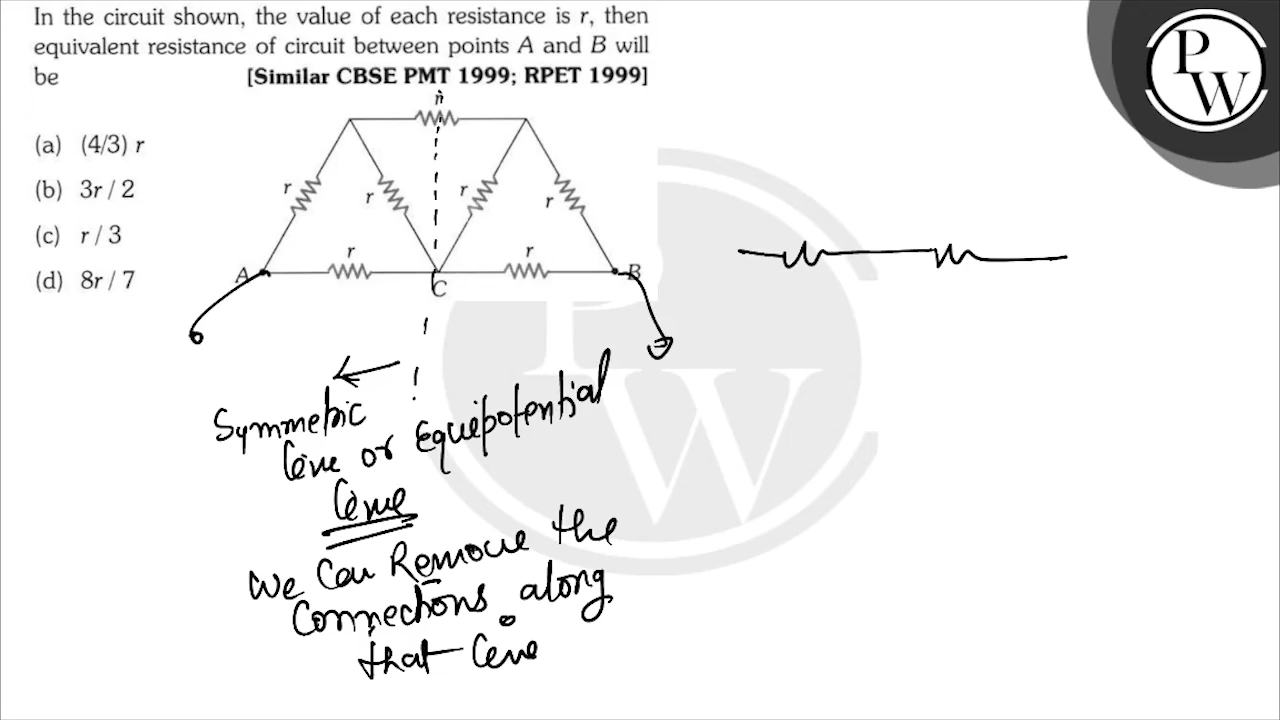 In the circuit shown, the value of each resistance is r, then
equivalent resistance of circuit between points A and B will
be [Similar CBSE PMT 1999; RPET 1999]
(a) (4/3) r
(b) 3r / 2
(c) r / 3
(d) 8r / 7
r
r
r
r
r
r
A
B
C
Symmetric
line or Equipotential
line
We Can Remove the
Connections along
that line
P
W
P
W